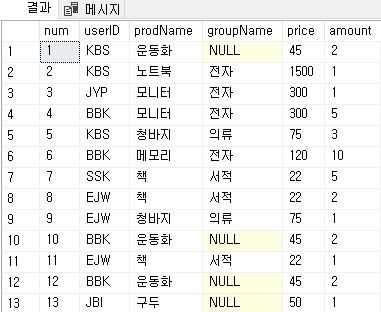 결과 메시지
num userID prodName groupName price amount
1 1 KBS 운동화 NULL 45 2
2 2 KBS 노트북 전자 1500 1
3 3 JYP 모니터 전자 300 1
4 4 BBK 모니터 전자 300 5
5 5 KBS 청바지 의류 75 3
6 6 BBK 메모리 전자 120 10
7 7 SSK 책 서적 22 5
8 8 EJW 책 서적 22 2
9 9 EJW 청바지 의류 75 1
10 10 BBK 운동화 NULL 45 2
11 11 EJW 책 서적 22 1
12 12 BBK 운동화 NULL 45 2
13 13 JBI 구두 NULL 50 1